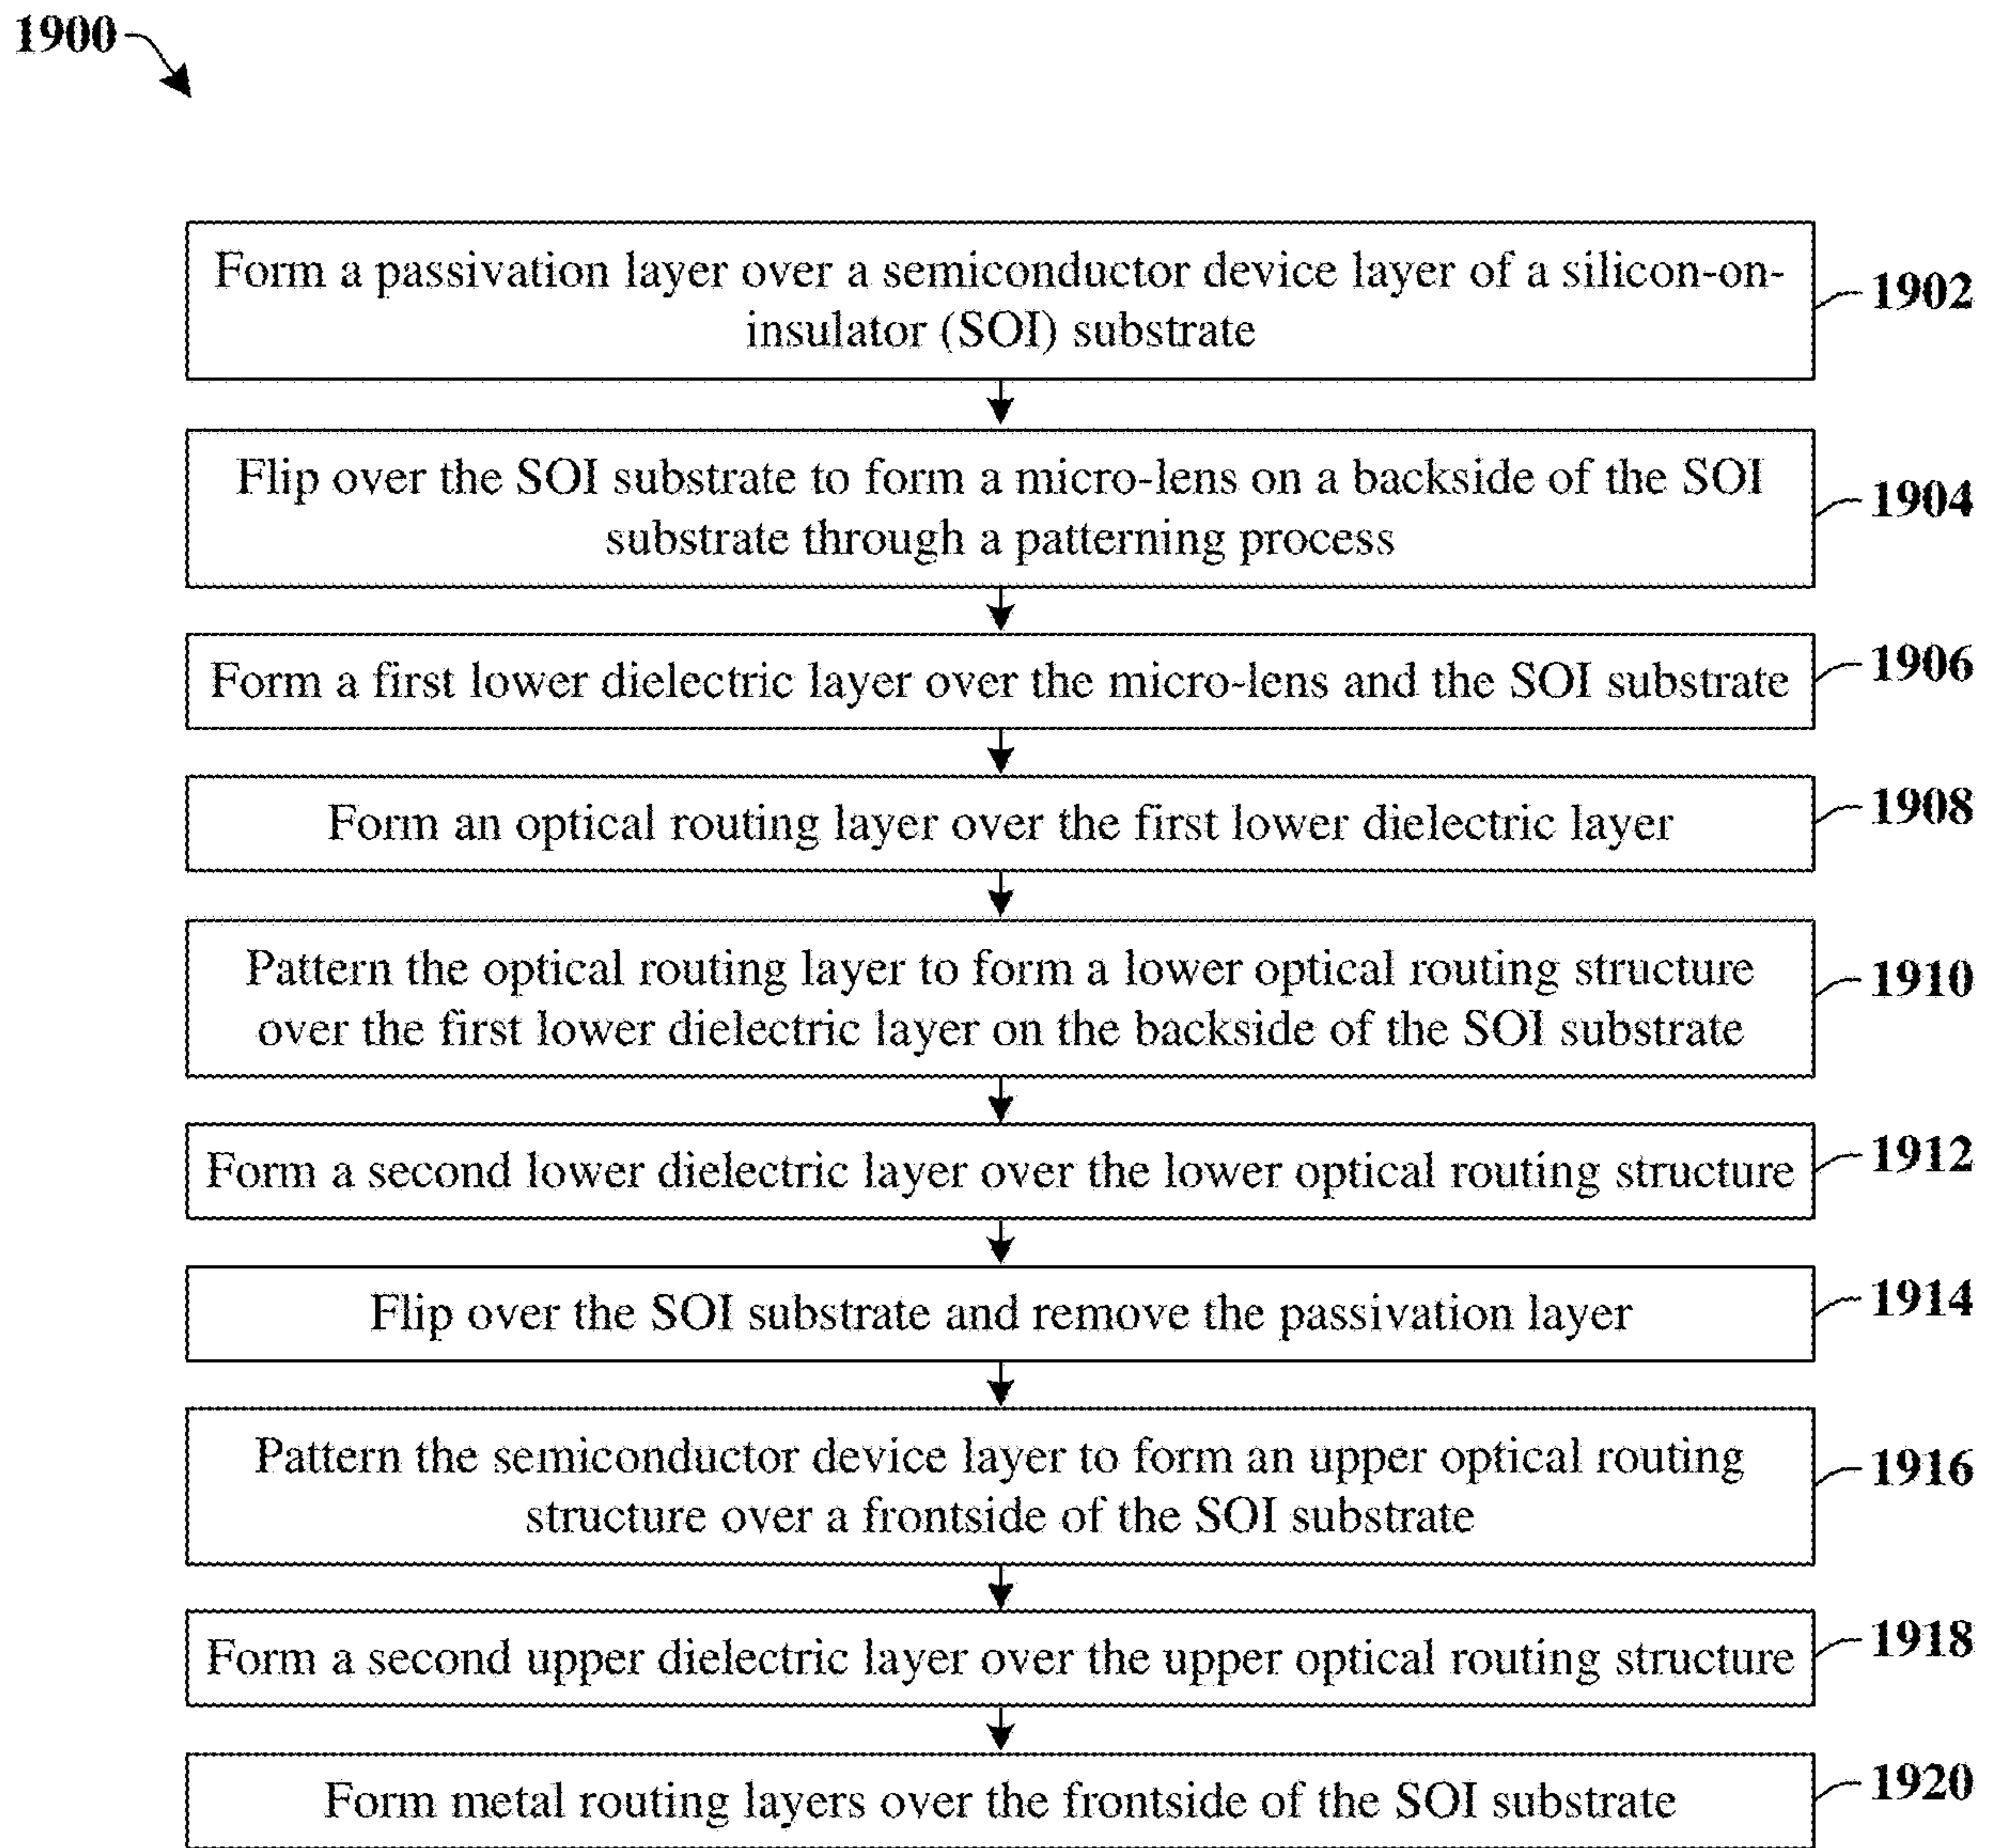 1900
Form a passivation layer over a semiconductor device layer of a silicon-on-
insulator (SOI) substrate
1902
Flip over the SOI substrate to form a micro-lens on a backside of the SOI
substrate through a patterning process
1904
Form a first lower dielectric layer over the micro-lens and the SOI substrate
1906
Form an optical routing layer over the first lower dielectric layer
1908
Pattern the optical routing layer to form a lower optical routing structure
over the first lower dielectric layer on the backside of the SOI substrate
1910
Form a second lower dielectric layer over the lower optical routing structure
1912
Flip over the SOI substrate and remove the passivation layer
1914
Pattern the semiconductor device layer to form an upper optical routing
structure over a frontside of the SOI substrate
1916
Form a second upper dielectric layer over the upper optical routing structure
1918
Form metal routing layers over the frontside of the SOI substrate
1920